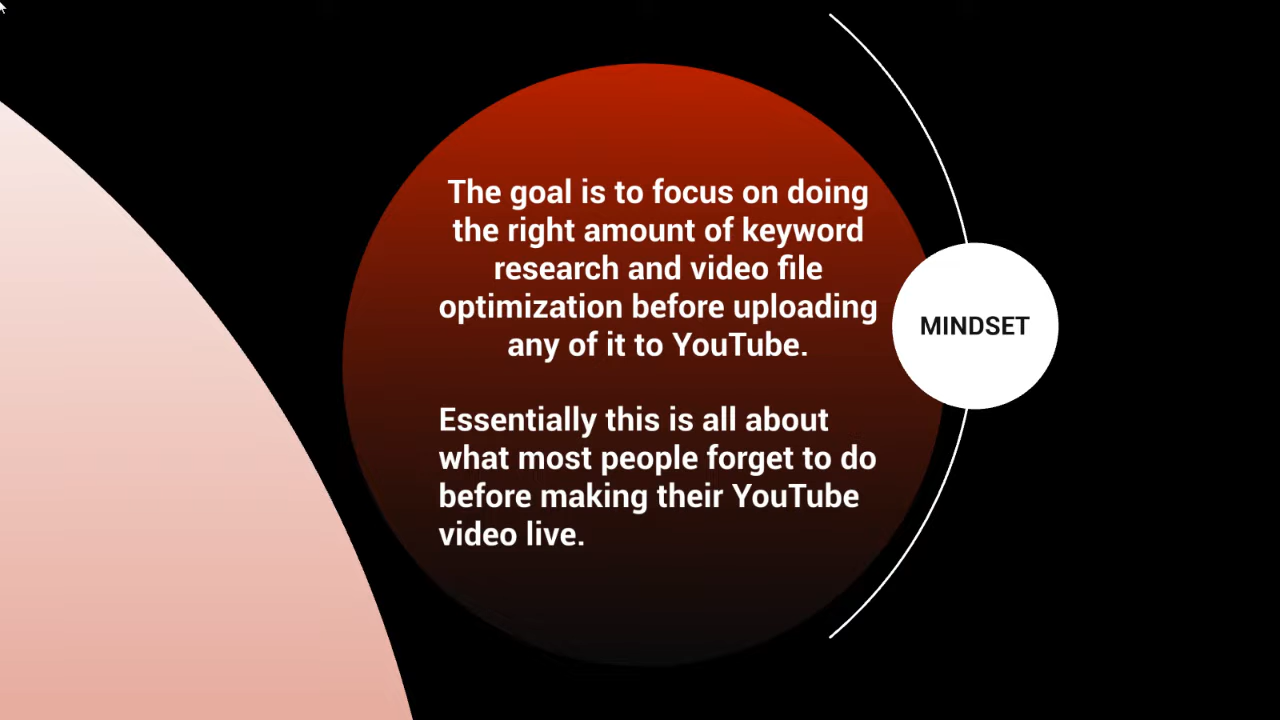 The goal is to focus on doing
the right amount of keyword
research and video file
optimization before uploading
any of it to YouTube.
Essentially this is all about
what most people forget to do
before making their YouTube
video live.
MINDSET